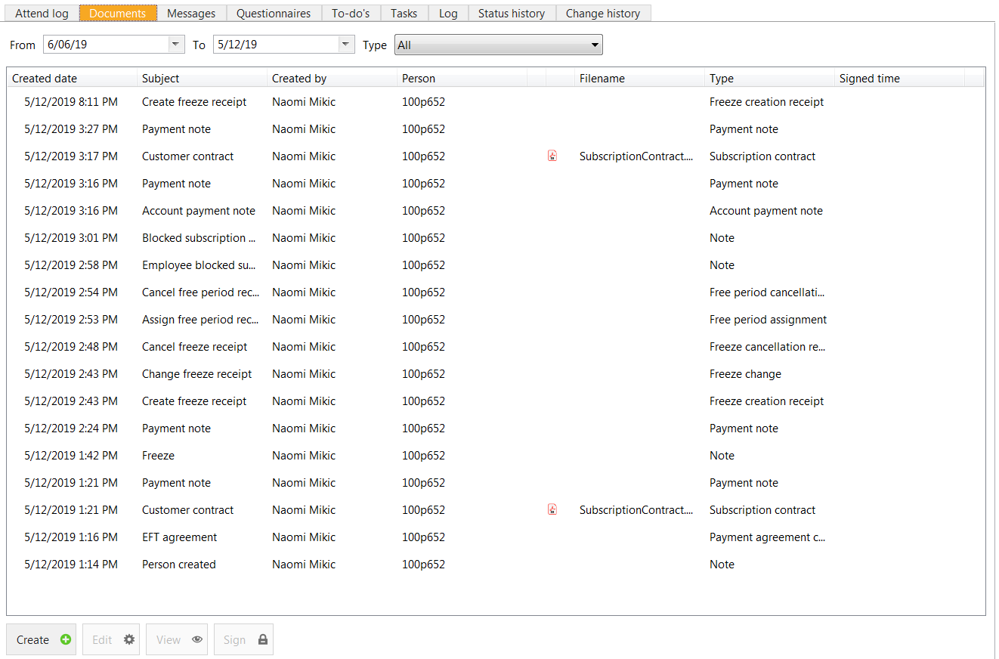 Attend log Documents Messages Questionnaires To-do's Tasks Log Status history Change history
From 6/06/19 To 5/12/19 Type All
Created date Subject Created by Person Filename Type Signed time
5/12/2019 8:11 PM Create freeze receipt Naomi Mikic 100p652 Freeze creation receipt
5/12/2019 3:27 PM Payment note Naomi Mikic 100p652 Payment note
5/12/2019 3:17 PM Customer contract Naomi Mikic 100p652 SubscriptionContract.... Subscription contract
5/12/2019 3:16 PM Payment note Naomi Mikic 100p652 Payment note
5/12/2019 3:16 PM Account payment note Naomi Mikic 100p652 Account payment note
5/12/2019 3:01 PM Blocked subscription ... Naomi Mikic 100p652 Note
5/12/2019 2:58 PM Employee blocked su... Naomi Mikic 100p652 Note
5/12/2019 2:54 PM Cancel free period rec... Naomi Mikic 100p652 Free period cancellati...
5/12/2019 2:53 PM Assign free period rec... Naomi Mikic 100p652 Free period assignment
5/12/2019 2:48 PM Cancel freeze receipt Naomi Mikic 100p652 Freeze cancellation re...
5/12/2019 2:43 PM Change freeze receipt Naomi Mikic 100p652 Freeze change
5/12/2019 2:43 PM Create freeze receipt Naomi Mikic 100p652 Freeze creation receipt
5/12/2019 2:24 PM Payment note Naomi Mikic 100p652 Payment note
5/12/2019 1:42 PM Freeze Naomi Mikic 100p652 Note
5/12/2019 1:21 PM Payment note Naomi Mikic 100p652 Payment note
5/12/2019 1:21 PM Customer contract Naomi Mikic 100p652 SubscriptionContract.... Subscription contract
5/12/2019 1:16 PM EFT agreement Naomi Mikic 100p652 Payment agreement c...
5/12/2019 1:14 PM Person created Naomi Mikic 100p652 Note
Create Edit View Sign